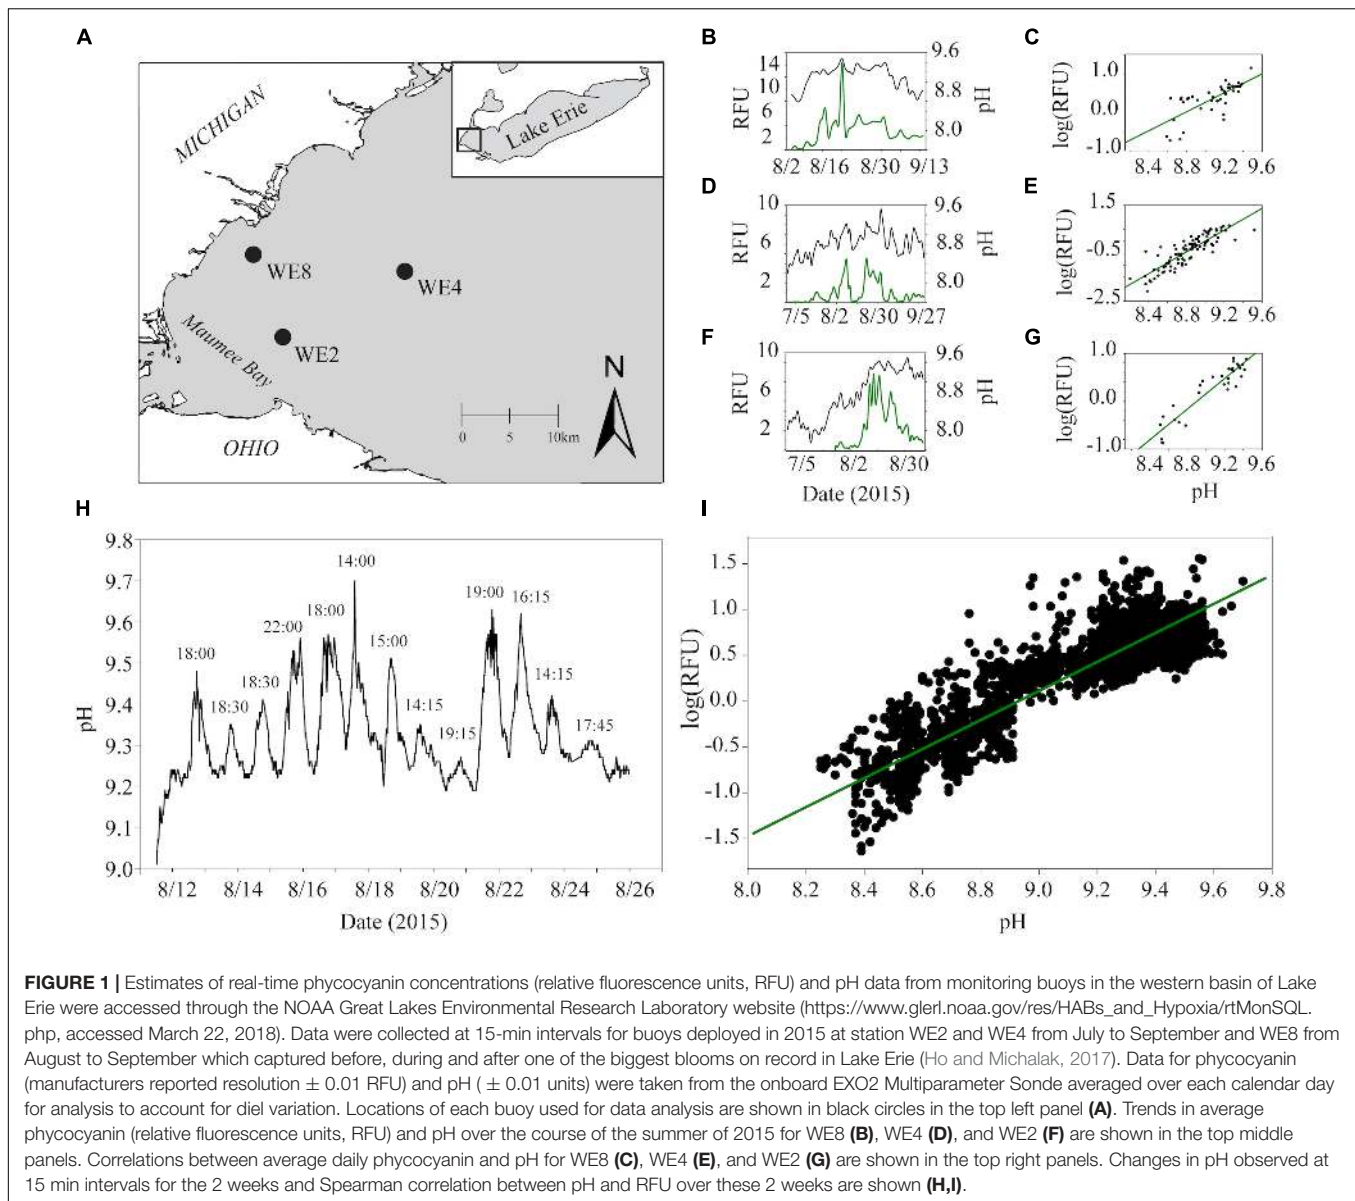 A
MICHIGAN
Lake Erie
WE8
WE4
WE2
Maumee Bay
OHIO
N
0 5 10km
B
14
10
6
2
RFU
9.6
8.8
8.0
pH
8/2 8/16 8/30 9/13
C
log(RFU)
1.0
0.0
-1.0
8.4 8.8 9.2 9.6
D
10
6
2
RFU
9.6
8.8
8.0
pH
7/5 8/2 8/30 9/27
E
log(RFU)
1.5
-0.5
-2.5
8.4 8.8 9.2 9.6
F
10
6
2
RFU
9.6
8.8
8.0
pH
7/5 8/2 8/30
Date (2015)
G
log(RFU)
1.0
0.0
-1.0
8.4 8.8 9.2 9.6
pH
H
9.8
9.7
9.6
9.5
9.4
9.3
9.2
9.1
9.0
pH
18:00
18:30
18:30
22:00
18:00
14:00
15:00
14:15
19:15
19:00
16:15
14:15
17:45
8/12 8/14 8/16 8/18 8/20 8/22 8/24 8/26
Date (2015)
I
log(RFU)
1.5
1.0
0.5
0.0
-0.5
-1.0
-1.5
8.0 8.2 8.4 8.6 8.8 9.0 9.2 9.4 9.6 9.8
pH
FIGURE 1 | Estimates of real-time phycocyanin concentrations (relative fluorescence units, RFU) and pH data from monitoring buoys in the western basin of Lake
Erie were accessed through the NOAA Great Lakes Environmental Research Laboratory website (https://www.glerl.noaa.gov/res/HABs_and_Hypoxia/rtMonSQL.
php, accessed March 22, 2018). Data were collected at 15-min intervals for buoys deployed in 2015 at station WE2 and WE4 from July to September and WE8 from
August to September which captured before, during and after one of the biggest blooms on record in Lake Erie (Ho and Michalak, 2017). Data for phycocyanin
(manufacturers reported resolution ± 0.01 RFU) and pH ( ± 0.01 units) were taken from the onboard EXO2 Multiparameter Sonde averaged over each calendar day
for analysis to account for diel variation. Locations of each buoy used for data analysis are shown in black circles in the top left panel (A). Trends in average
phycocyanin (relative fluorescence units, RFU) and pH over the course of the summer of 2015 for WE8 (B), WE4 (D), and WE2 (F) are shown in the top middle
panels. Correlations between average daily phycocyanin and pH for WE8 (C), WE4 (E), and WE2 (G) are shown in the top right panels. Changes in pH observed at
15 min intervals for the 2 weeks and Spearman correlation between pH and RFU over these 2 weeks are shown (H,I).